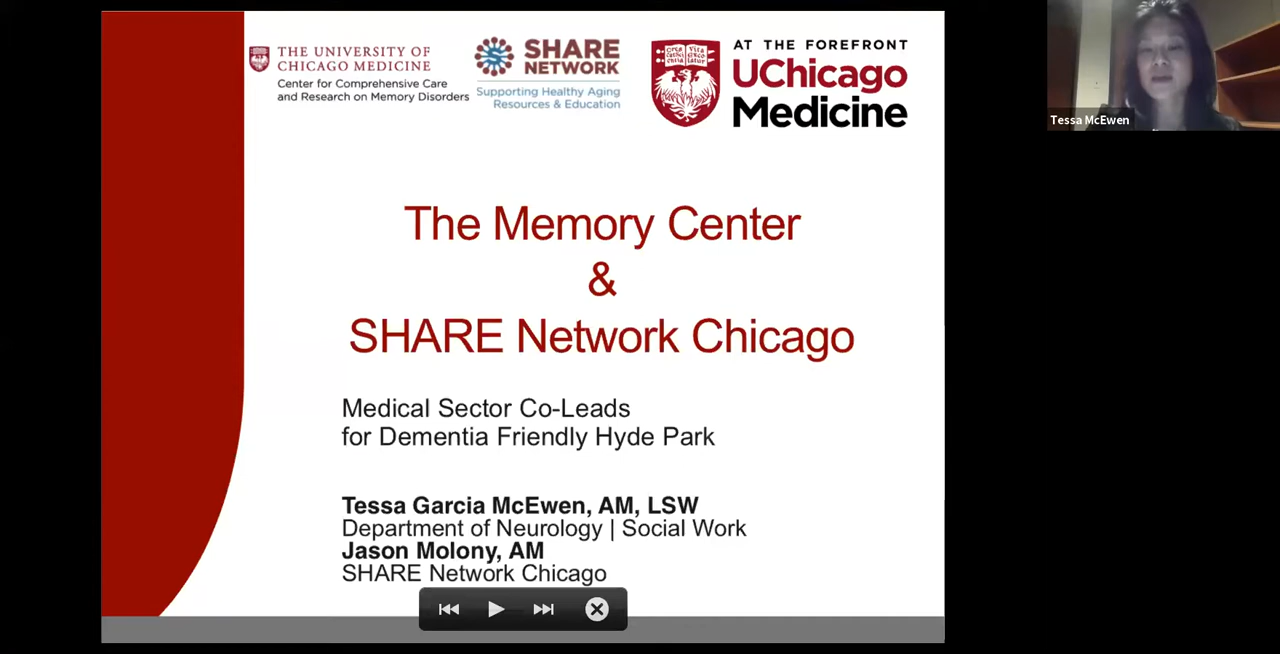 THE UNIVERSITY OF
CHICAGO MEDICINE
Center for Comprehensive Care
and Research on Memory Disorders
SHARE
NETWORK
Supporting Healthy Aging
Resources & Education
AT THE FOREFRONT
UChicago
Medicine
Tessa McEwen
The Memory Center
&
SHARE Network Chicago
Medical Sector Co-Leads
for Dementia Friendly Hyde Park
Tessa Garcia McEwen, AM, LSW
Department of Neurology | Social Work
Jason Molony, AM
SHARE Network Chicago